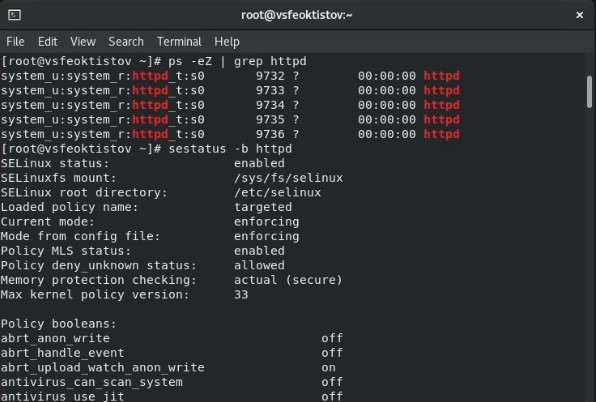 root@vsfeoktistov:~
File Edit View Search Terminal Help
[root@vsfeoktistov ~]# ps -eZ | grep httpd
system_u:system_r:httpd_t:s0 9732 ? 00:00:00 httpd
system_u:system_r:httpd_t:s0 9733 ? 00:00:00 httpd
system_u:system_r:httpd_t:s0 9734 ? 00:00:00 httpd
system_u:system_r:httpd_t:s0 9735 ? 00:00:00 httpd
system_u:system_r:httpd_t:s0 9736 ? 00:00:00 httpd
[root@vsfeoktistov ~]# sestatus -b httpd
SELinux status: enabled
SELinuxfs mount: /sys/fs/selinux
SELinux root directory: /etc/selinux
Loaded policy name: targeted
Current mode: enforcing
Mode from config file: enforcing
Policy MLS status: enabled
Policy deny_unknown status: allowed
Memory protection checking: actual (secure)
Max kernel policy version: 33
Policy booleans:
abrt_anon_write off
abrt_handle_event off
abrt_upload_watch_anon_write on
antivirus_can_scan_system off
antivirus_use_jit off